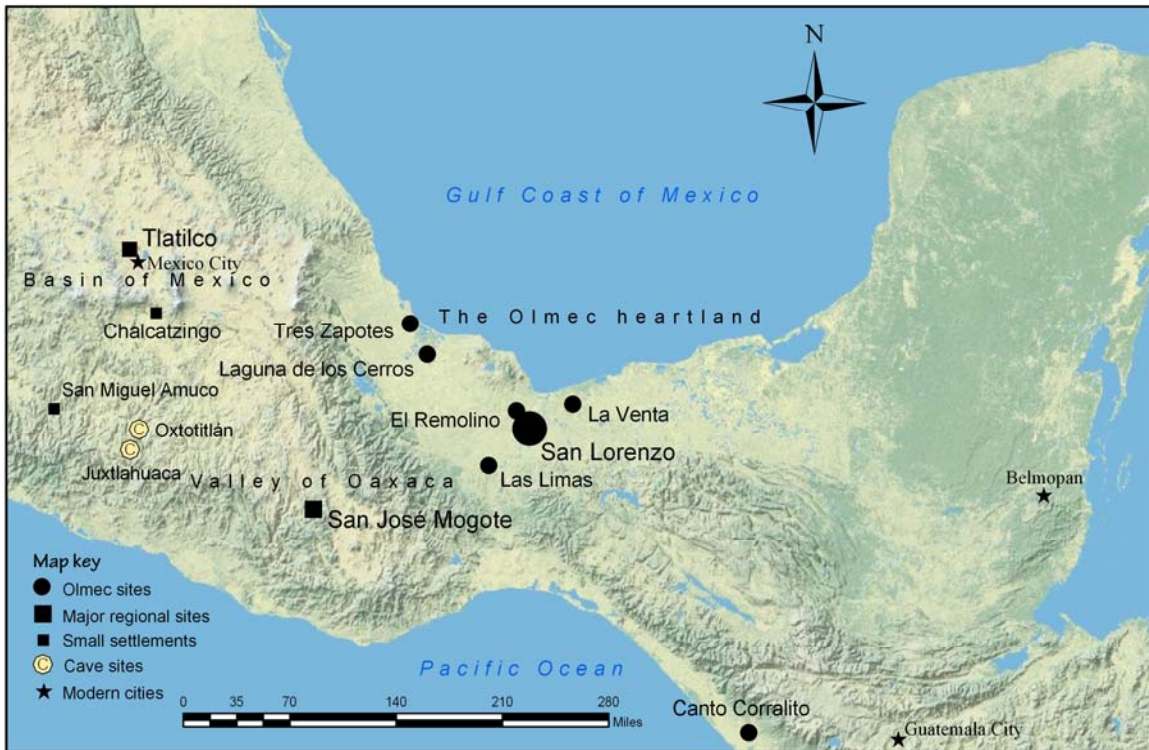 N
Gulf Coast of Mexico
Tlatilco
Mexico City
Basin of Mexíco
Chalcatzingo
Tres Zapotes
The Olmec heartland
Laguna de los Cerros
San Miguel Amuco
El Remolino
La Venta
Oxtotitlán
San Lorenzo
Juxtlahuaca
Valley of Oaxaca
Las Limas
Belmopan
San José Mogote
Map key
Olmec sites
Major regional sites
Small settlements
C Cave sites
Modern cities
C
C
Pacific Ocean
0 35 70 140 210 280
Miles
Canto Corralito
Guatemala City